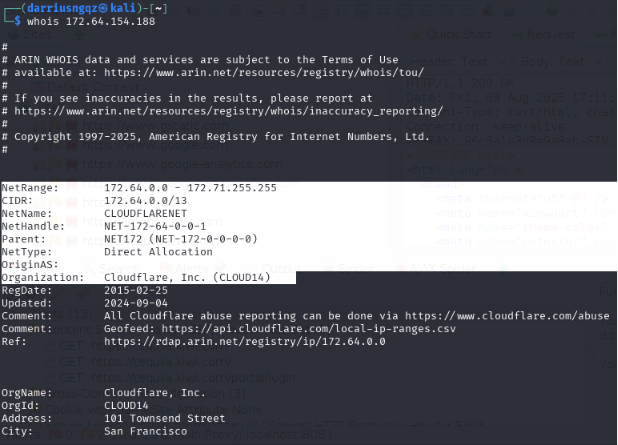 (darriusngqz㉿kali)-[~]
$ whois 172.64.154.188
#
# ARIN WHOIS data and services are subject to the Terms of Use
# available at: https://www.arin.net/resources/registry/whois/tou/
#
# If you see inaccuracies in the results, please report at
# https://www.arin.net/resources/registry/whois/inaccuracy_reporting/
#
# Copyright 1997-2025, American Registry for Internet Numbers, Ltd.
#
NetRange: 172.64.0.0 - 172.71.255.255
CIDR: 172.64.0.0/13
NetName: CLOUDFLARENET
NetHandle: NET-172-64-0-0-1
Parent: NET172 (NET-172-0-0-0-0)
NetType: Direct Allocation
OriginAS:
Organization: Cloudflare, Inc. (CLOUD14)
RegDate: 2015-02-25
Updated: 2024-09-04
Comment: All Cloudflare abuse reporting can be done via https://www.cloudflare.com/abuse
Comment: Geofeed: https://api.cloudflare.com/local-ip-ranges.csv
Ref: https://rdap.arin.net/registry/ip/172.64.0.0
OrgName: Cloudflare, Inc.
OrgId: CLOUD14
Address: 101 Townsend Street
City: San Francisco